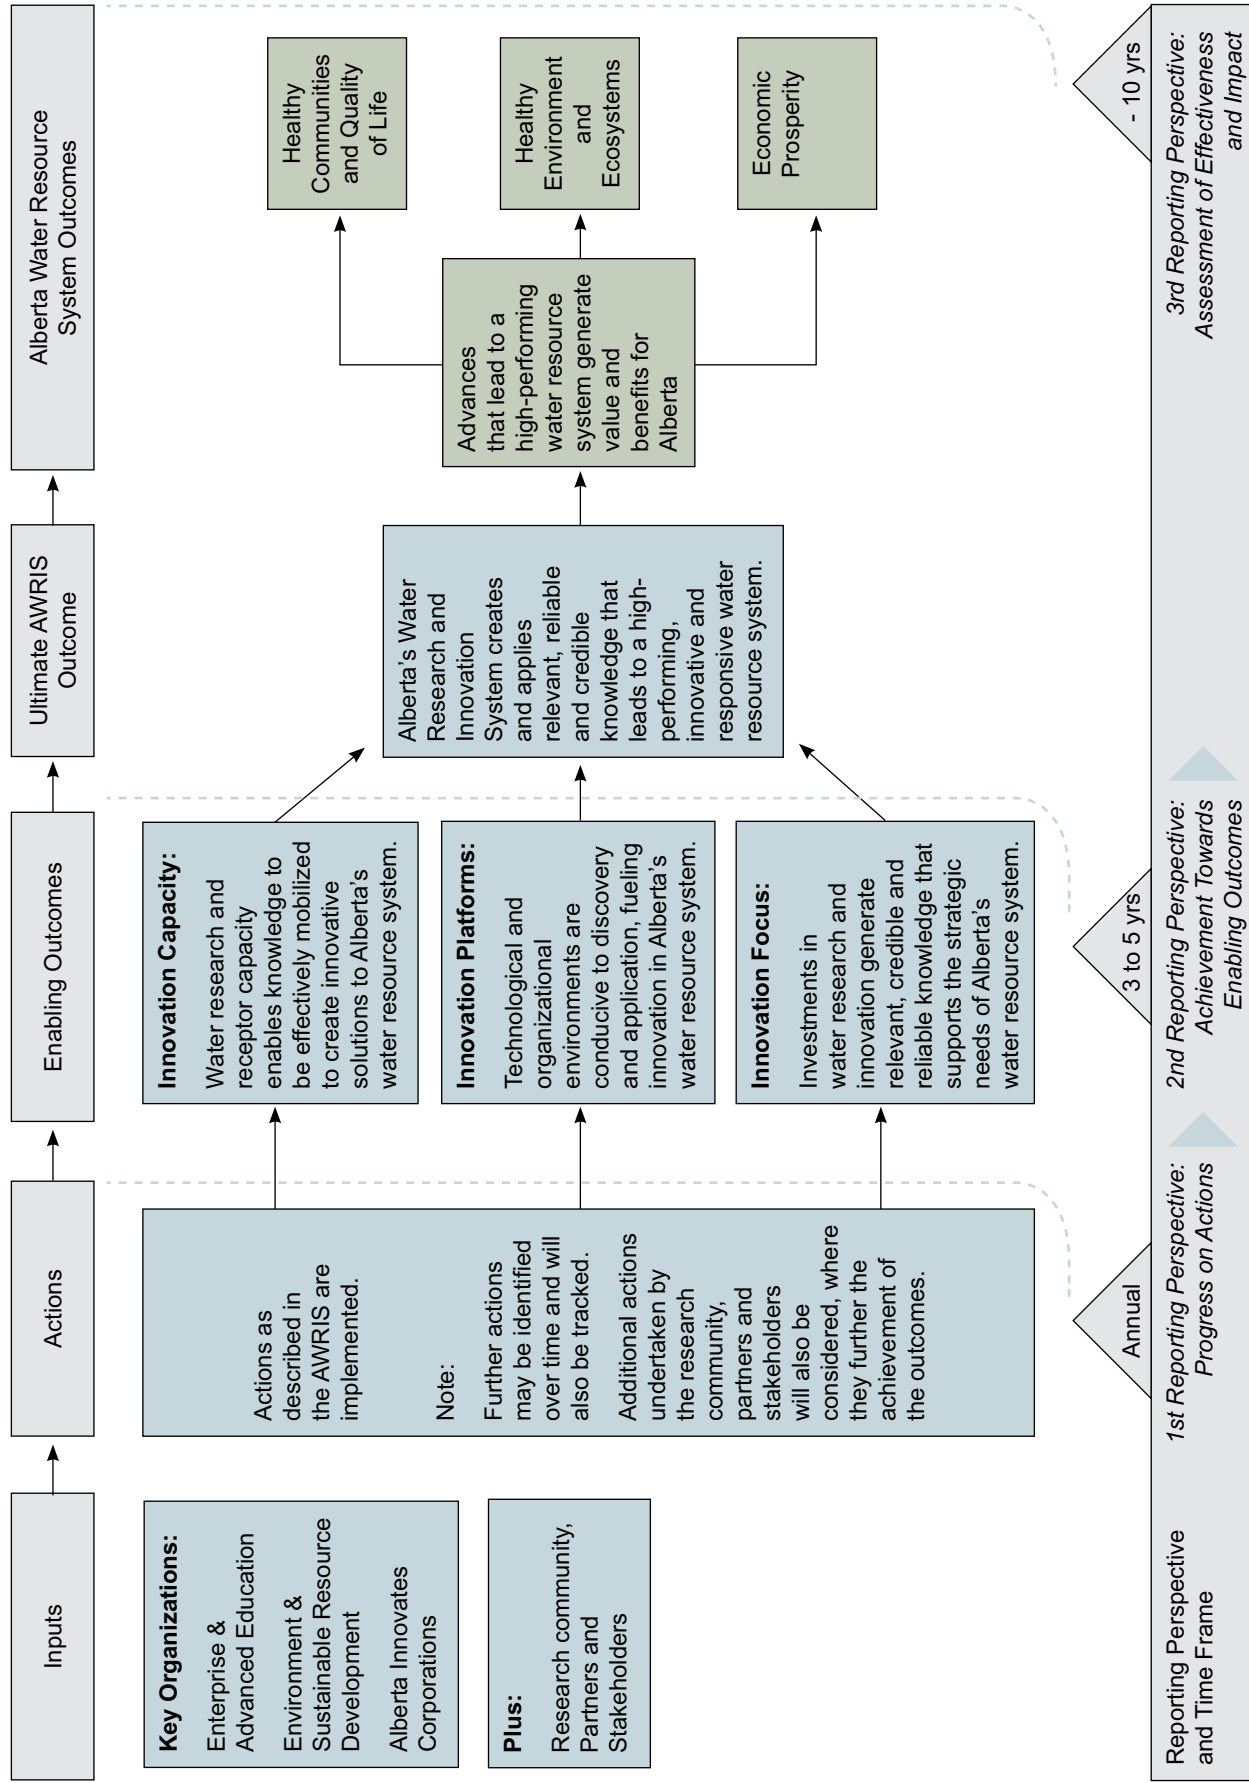 Inputs
Actions
Enabling Outcomes
Ultimate AWRIS
Outcome
Alberta Water Resource
System Outcomes
Key Organizations:
Enterprise &
Advanced Education
Environment &
Sustainable Resource
Development
Alberta Innovates
Corporations
Plus:
Research community,
Partners and
Stakeholders
Actions as
described in
the AWRIS are
implemented.
Note:
Further actions
may be identified
over time and will
also be tracked.
Additional actions
undertaken by
the research
community,
partners and
stakeholders
will also be
considered, where
they further the
achievement of
the outcomes.
Innovation Capacity:
Water research and
receptor capacity
enables knowledge to
be effectively mobilized
to create innovative
solutions to Alberta's
water resource system.
Innovation Platforms:
Technological and
organizational
environments are
conducive to discovery
and application, fueling
innovation in Alberta's
water resource system.
Innovation Focus:
Investments in
water research and
innovation generate
relevant, credible and
reliable knowledge that
supports the strategic
needs of Alberta's
water resource system.
Alberta's Water
Research and
Innovation
System creates
and applies
relevant, reliable
and credible
knowledge that
leads to a high-
performing,
innovative and
responsive water
resource system.
Advances
that lead to a
high-performing
water resource
system generate
value and
benefits for
Alberta
Healthy
Communities
and Quality
of Life
Healthy
Environment
and
Ecosystems
Economic
Prosperity
Reporting Perspective
and Time Frame
Annual
1st Reporting Perspective:
Progress on Actions
3 to 5 yrs
2nd Reporting Perspective:
Achievement Towards
Enabling Outcomes
- 10 yrs
3rd Reporting Perspective:
Assessment of Effectiveness
and Impact